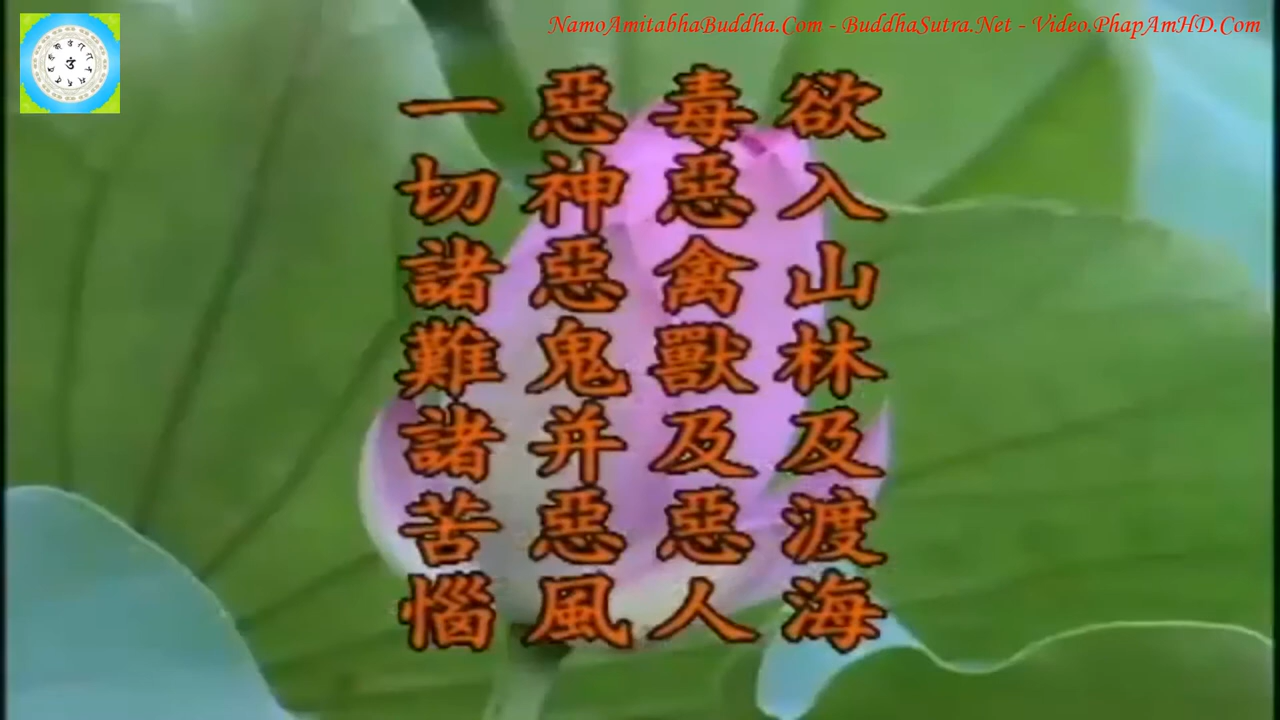 NamoAmitabhaBuddha.Com - BuddhaSutra.Net - Video.PhapAmHD.Com
欲入山林及渡海
毒惡禽獸及惡人
惡神惡鬼并惡風
一切諸難諸苦惱